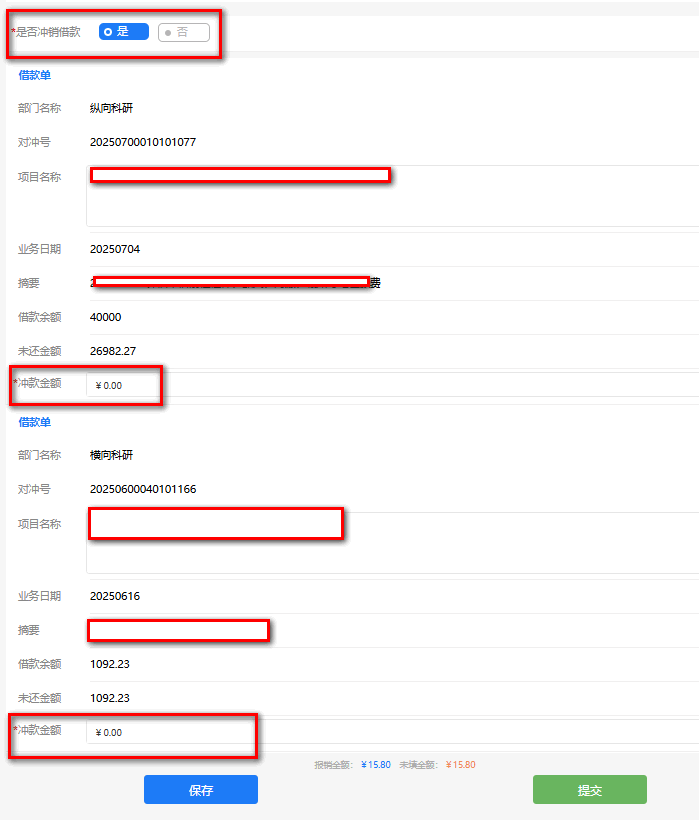 *是否冲销借款 是 否
借款单
部门名称 纵向科研
对冲号 20250700010101077
项目名称
业务日期 20250704
摘要 2 费
借款余额 40000
未还金额 26982.27
*冲款金额 ¥ 0.00
借款单
部门名称 横向科研
对冲号 20250600040101166
项目名称
业务日期 20250616
摘要
借款余额 1092.23
未还金额 1092.23
*冲款金额 ¥ 0.00
报销金额: ¥15.80 未填金额: ¥15.80
保存 提交